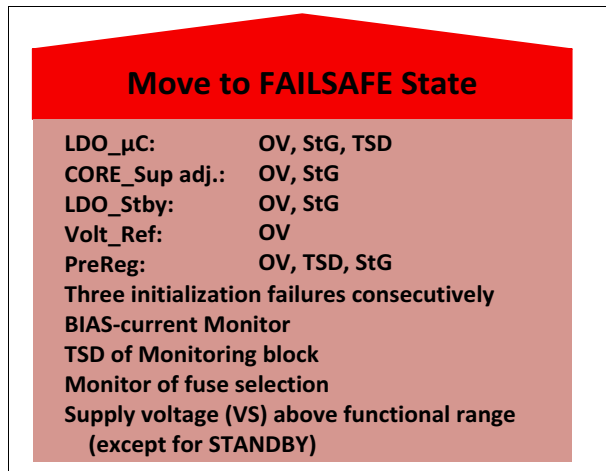 Move to FAILSAFE State
LDO_µC: OV, StG, TSD
CORE_Sup adj.: OV, StG
LDO_Stby: OV, StG
Volt_Ref: OV
PreReg: OV, TSD, StG
Three initialization failures consecutively
BIAS-current Monitor
TSD of Monitoring block
Monitor of fuse selection
Supply voltage (VS) above functional range
(except for STANDBY)